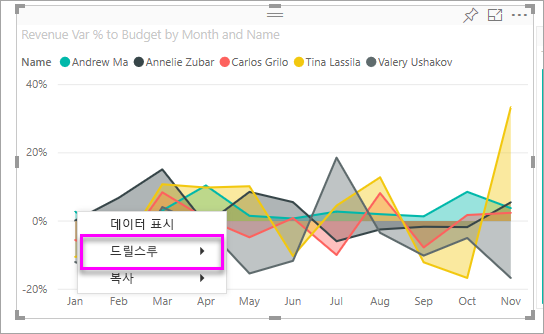 Revenue Var % to Budget by Month and Name
Name Andrew Ma Annelie Zubar Carlos Grilo Tina Lassila Valery Ushakov
40%
20%
0%
-20%
데이터 표시
드릴스루
복사
Jan Feb Mar Apr May Jun Jul Aug Sep Oct Nov